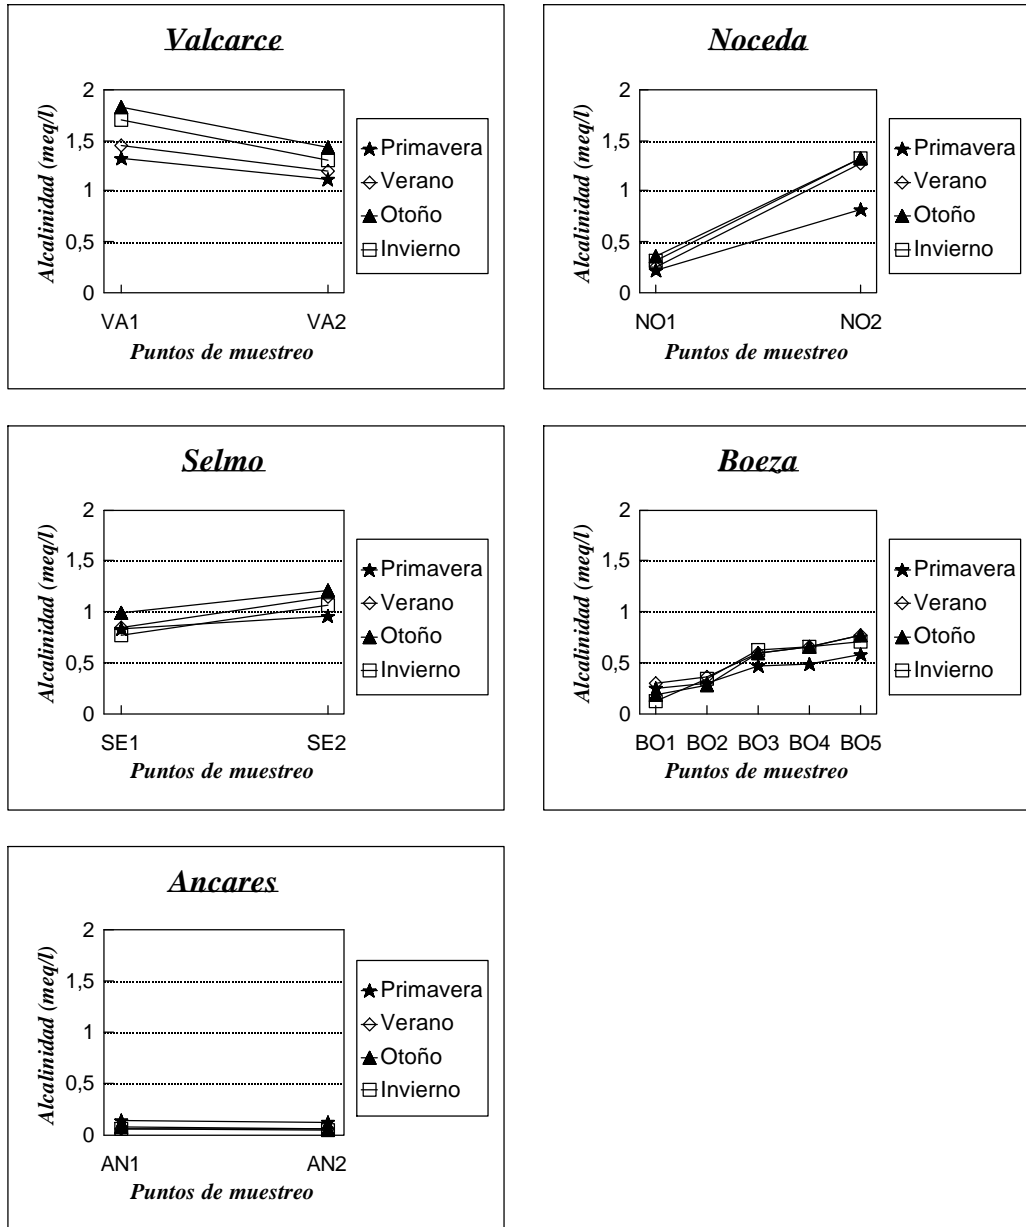 Valcarce
Alcalinidad (meq/l)
2
1,5
1
0,5
0
VA1 VA2
Puntos de muestreo
Primavera
Verano
Otoño
Invierno
Noceda
Alcalinidad (meq/l)
2
1,5
1
0,5
0
NO1 NO2
Puntos de muestreo
Primavera
Verano
Otoño
Invierno
Selmo
Alcalinidad (meq/l)
2
1,5
1
0,5
0
SE1 SE2
Puntos de muestreo
Primavera
Verano
Otoño
Invierno
Boeza
Alcalinidad (meq/l)
2
1,5
1
0,5
0
BO1 BO2 BO3 BO4 BO5
Puntos de muestreo
Primavera
Verano
Otoño
Invierno
Ancares
Alcalinidad (meq/l)
2
1,5
1
0,5
0
AN1 AN2
Puntos de muestreo
Primavera
Verano
Otoño
Invierno